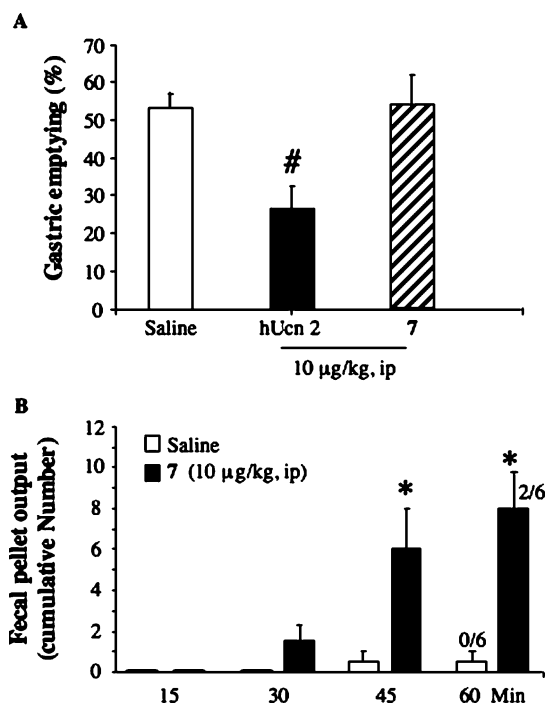 A
Gastric emptying (%)
70
60
50
40
30
20
10
0
#
Saline hUcn 2 7
10 µg/kg, ip
B
Fecal pellet output
(cumulative Number)
12
10
8
6
4
2
0
Saline
7 (10 µg/kg, ip)
*
*
2/6
0/6
15 30 45 60 Min